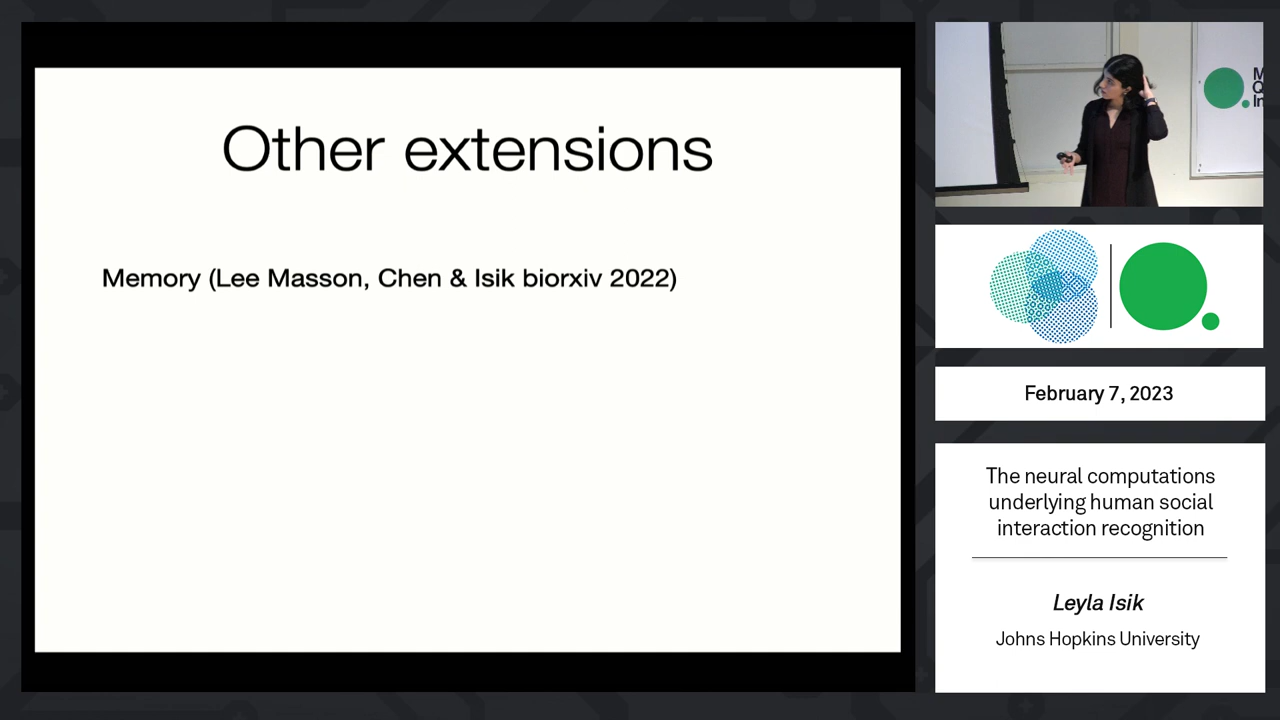 Other extensions
Memory (Lee Masson, Chen & Isik biorxiv 2022)
February 7, 2023
The neural computations
underlying human social
interaction recognition
Leyla Isik
Johns Hopkins University